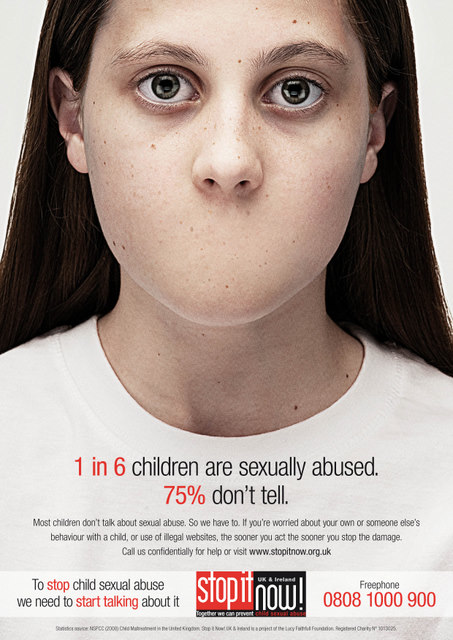 1 in 6 children are sexually abused.
75% don't tell.
Most children don't talk about sexual abuse. So we have to. If you're worried about your own or someone else's
behaviour with a child, or use of illegal websites, the sooner you act the sooner you stop the damage.
Call us confidentially for help or visit www.stopitnow.org.uk
To stop child sexual abuse
we need to start talking about it
stop it now!
UK & Ireland
Together we can prevent child sexual abuse
Freephone
0808 1000 900
Statistics source: NSPCC (2000) Child Maltreatment in the United Kingdom. Stop it Now! UK & Ireland is a project of the Lucy Faithfull Foundation. Registered Charity N° 1013025.